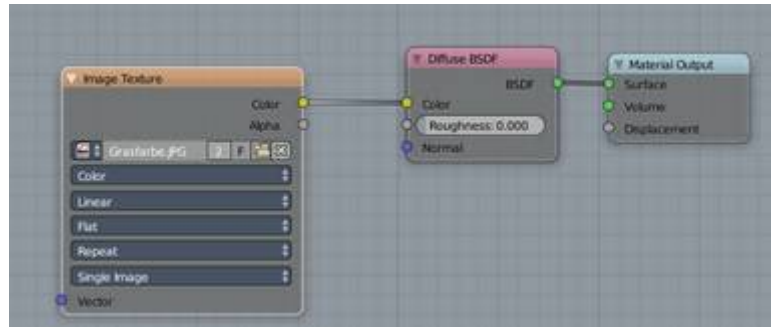 Image Texture
Color
Alpha
Grasfarbe.JPG 2 F
Color
Linear
Flat
Repeat
Single Image
Vector
Diffuse BSDF
BSDF
Color
Roughness: 0.000
Normal
Material Output
Surface
Volume
Displacement